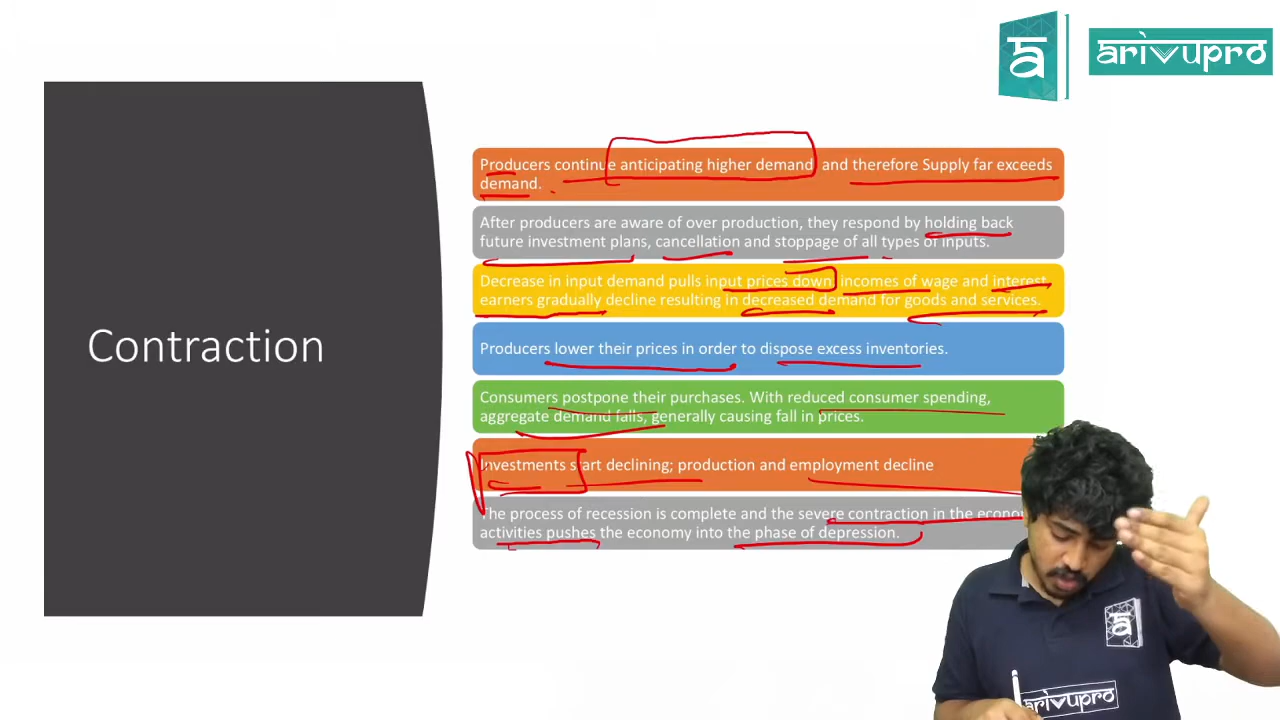 arivupro
Contraction
Producers continue anticipating higher demand and therefore Supply far exceeds
demand.
After producers are aware of over production, they respond by holding back
future investment plans, cancellation and stoppage of all types of inputs.
Decrease in input demand pulls input prices down incomes of wage and interest
earners gradually decline resulting in decreased demand for goods and services.
Producers lower their prices in order to dispose excess inventories.
Consumers postpone their purchases. With reduced consumer spending,
aggregate demand falls, generally causing fall in prices.
Investments start declining; production and employment decline
The process of recession is complete and the severe contraction in the
activities pushes the economy into the phase of depression.
arivupro